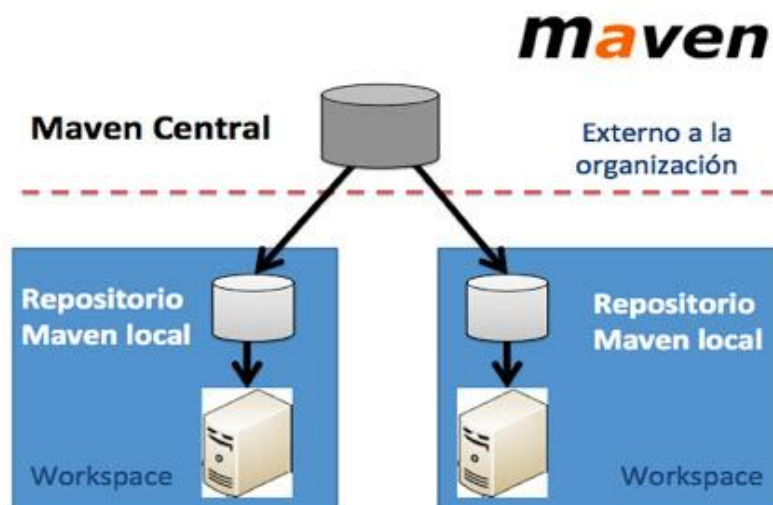 maven
Maven Central
Externo a la
organización
Repositorio
Maven local
Workspace
Repositorio
Maven local
Workspace